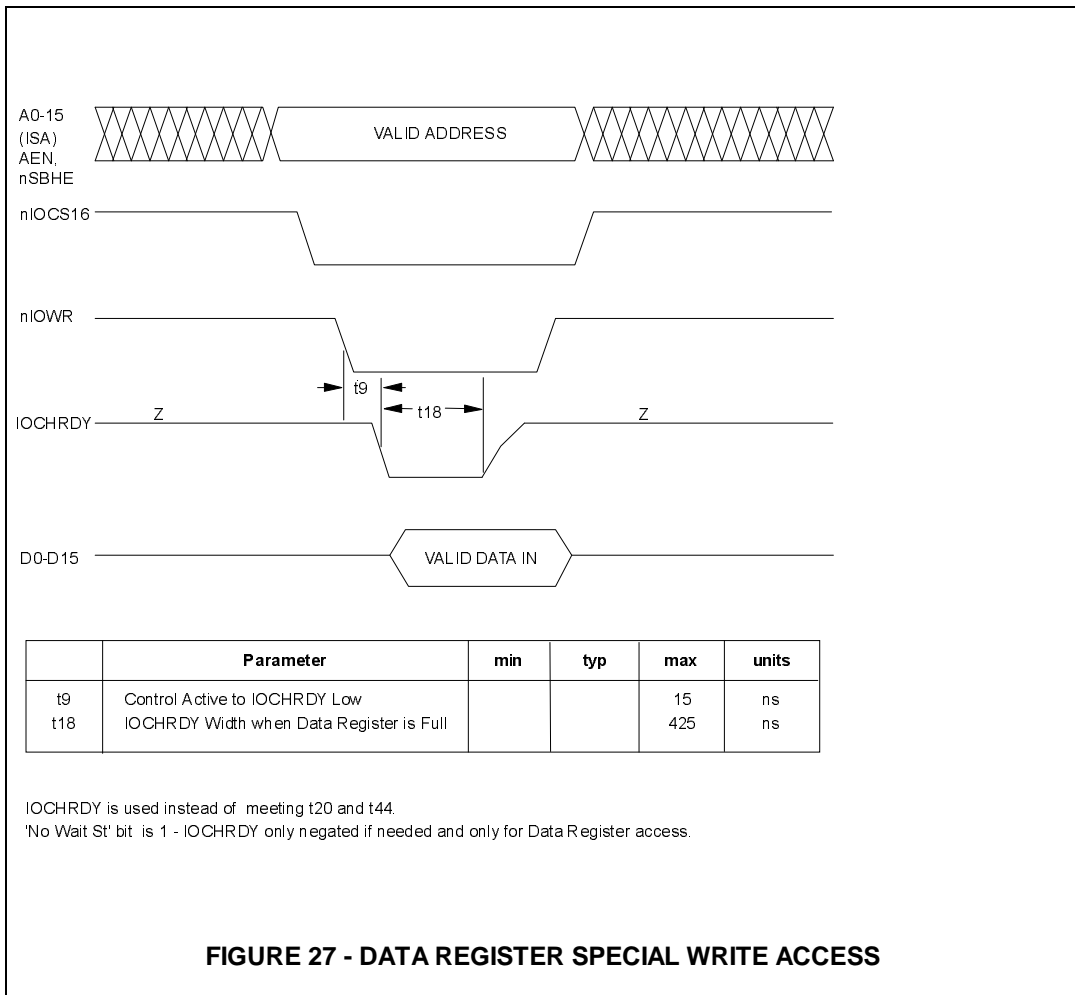 A0-15
(ISA)
AEN,
nSBHE
VALID ADDRESS
nIOCS16
nIOWR
t9
t18
IOCHRDY
Z
Z
D0-D15
VALID DATA IN
Parameter min typ max units
t9 Control Active to IOCHRDY Low 15 ns
t18 IOCHRDY Width when Data Register is Full 425 ns
IOCHRDY is used instead of meeting t20 and t44.
'No Wait St' bit is 1 - IOCHRDY only negated if needed and only for Data Register access.
FIGURE 27 - DATA REGISTER SPECIAL WRITE ACCESS